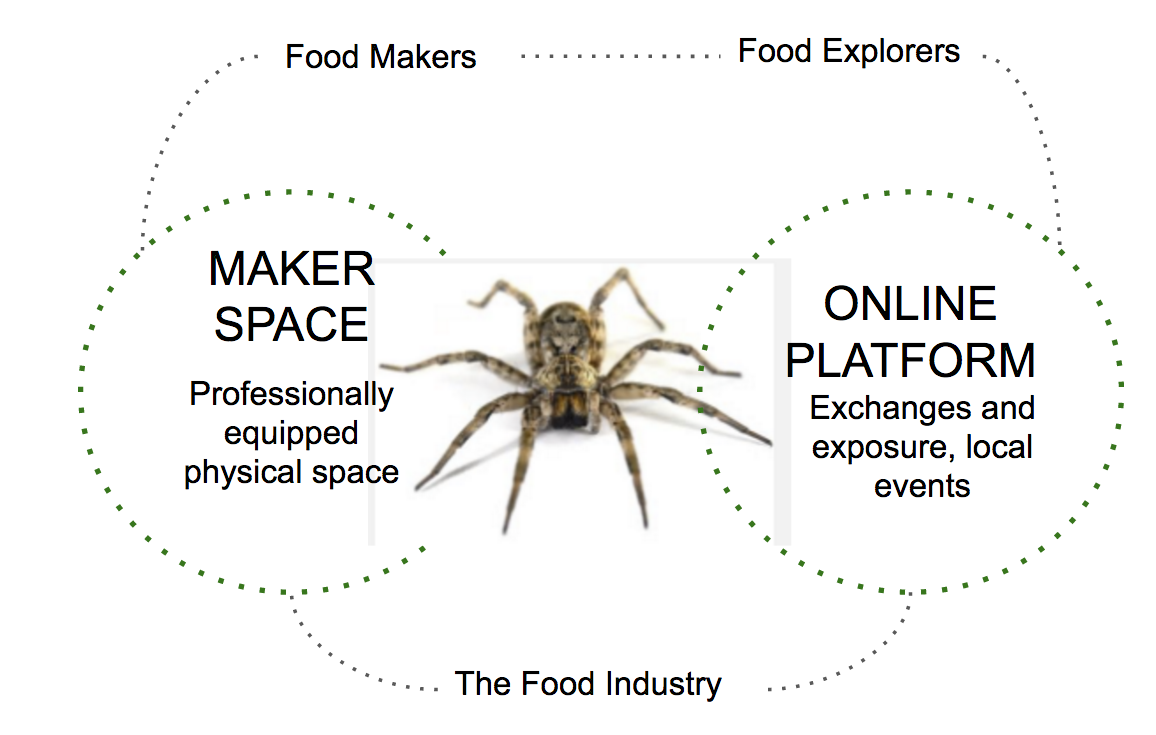 Food Makers
Food Explorers
MAKER
SPACE
Professionally
equipped
physical space
ONLINE
PLATFORM
Exchanges and
exposure, local
events
The Food Industry